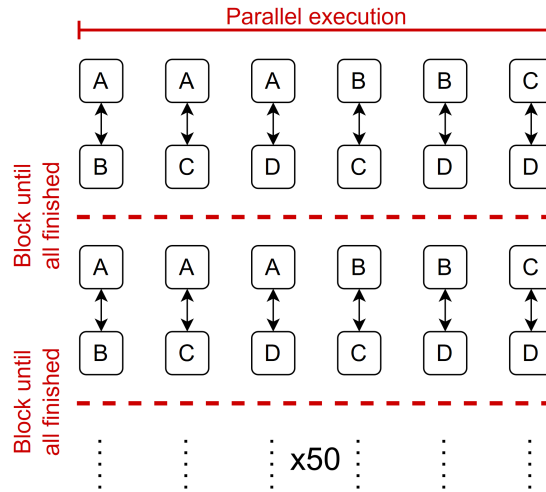 Parallel execution
A A A B B C
B C D C D D
Block until
all finished
A A A B B C
B C D C D D
Block until
all finished
x50